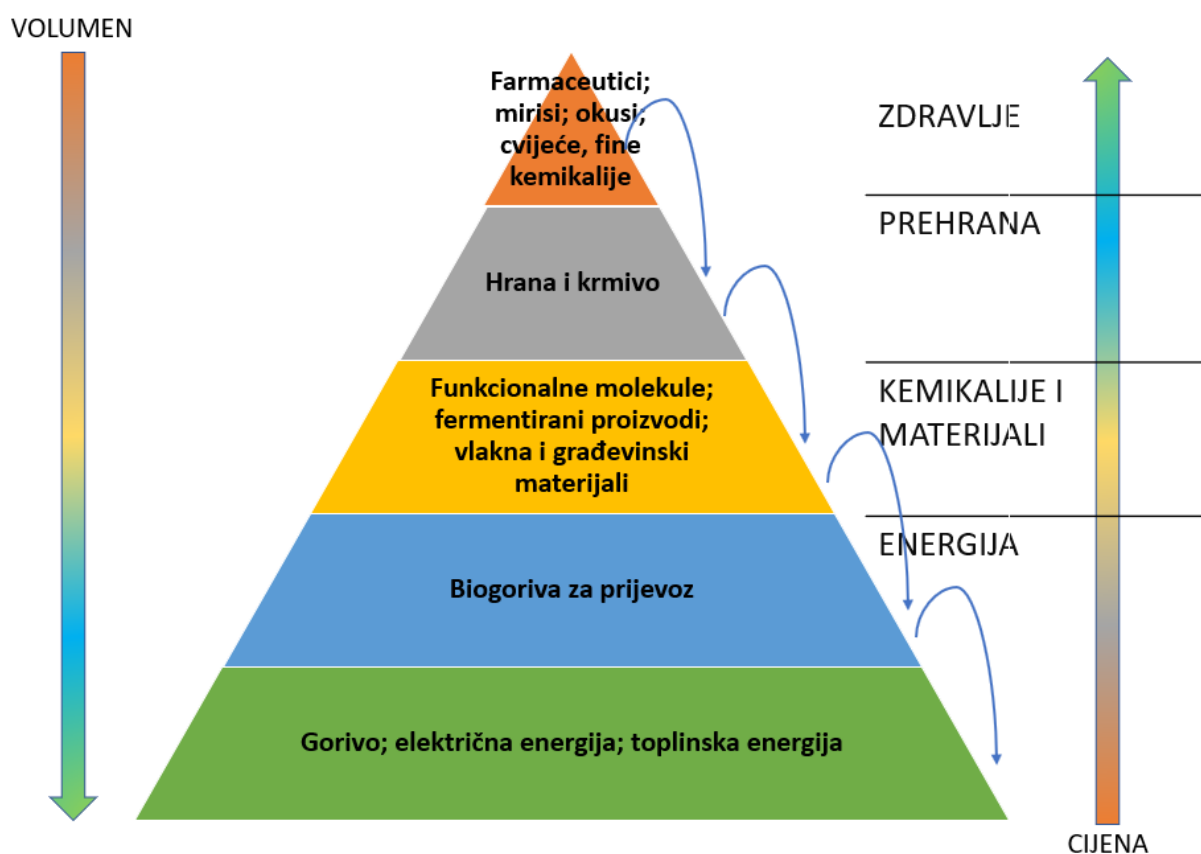 VOLUMEN
Farmaceutici;
mirisi; okusi;
cvijeće, fine
kemikalije
ZDRAVLJE
PREHRANA
Hrana i krmivo
Funkcionalne molekule;
fermentirani proizvodi;
vlakna i građevinski
materijali
KEMIKALIJE I
MATERIJALI
ENERGIJA
Biogoriva za prijevoz
Gorivo; električna energija; toplinska energija
CIJENA